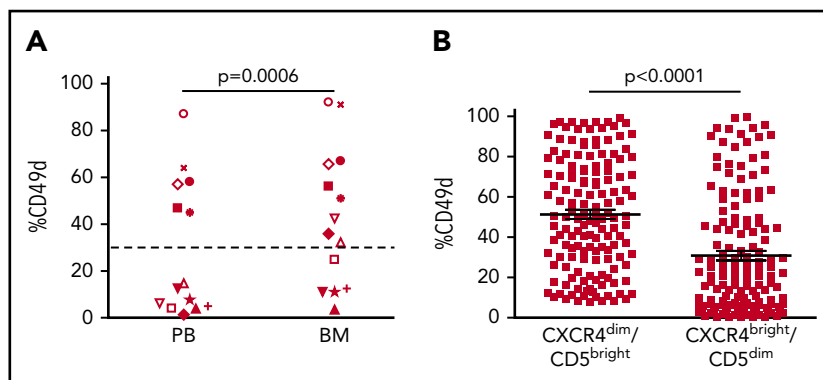 A
p=0.0006
%CD49d
100
80
60
40
20
0
PB
BM
B
p<0.0001
%CD49d
100
80
60
40
20
0
CXCR4dim/
CD5bright
CXCR4bright/
CD5dim